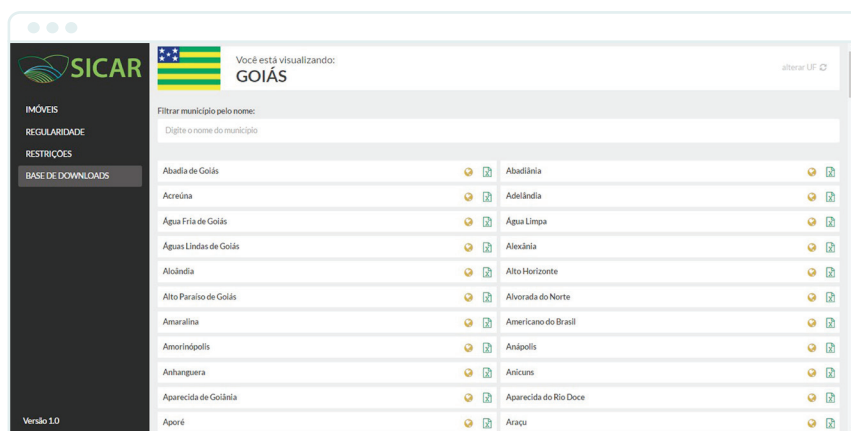 SICAR
IMÓVEIS
REGULARIDADE
RESTRIÇÕES
BASE DE DOWNLOADS
Versão 1.0
Você está visualizando:
GOIÁS
alterar UF
Filtrar município pelo nome:
Digite o nome do município
Abadia de Goiás
Abadiânia
Acreúna
Adelândia
Água Fria de Goiás
Água Limpa
Águas Lindas de Goiás
Alexânia
Aloândia
Alto Horizonte
Alto Paraíso de Goiás
Alvorada do Norte
Amaralina
Americano do Brasil
Amorinópolis
Anápolis
Anhanguera
Anicuns
Aparecida de Goiânia
Aparecida do Rio Doce
Aporé
Araçu